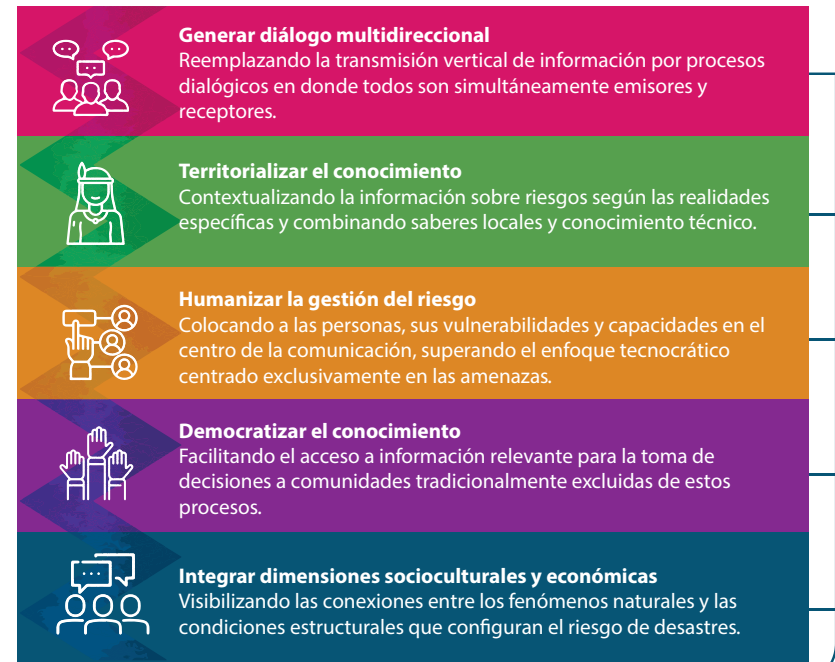 Generar diálogo multidireccional
Reemplazando la transmisión vertical de información por procesos
dialógicos en donde todos son simultáneamente emisores y
receptores.
Territorializar el conocimiento
Contextualizando la información sobre riesgos según las realidades
específicas y combinando saberes locales y conocimiento técnico.
Humanizar la gestión del riesgo
Colocando a las personas, sus vulnerabilidades y capacidades en el
centro de la comunicación, superando el enfoque tecnocrático
centrado exclusivamente en las amenazas.
Democratizar el conocimiento
Facilitando el acceso a información relevante para la toma de
decisiones a comunidades tradicionalmente excluidas de estos
procesos.
Integrar dimensiones socioculturales y económicas
Visibilizando las conexiones entre los fenómenos naturales y las
condiciones estructurales que configuran el riesgo de desastres.